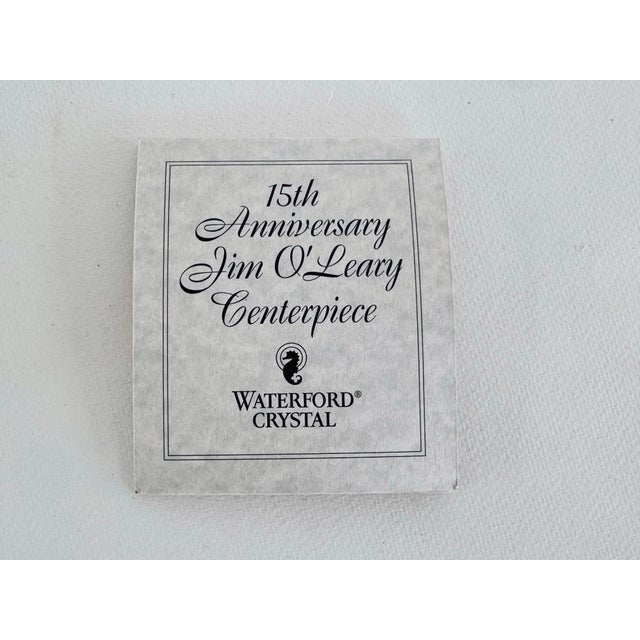 15th
Anniversary
Jim O'Leary
Centerpiece
WATERFORD®
CRYSTAL